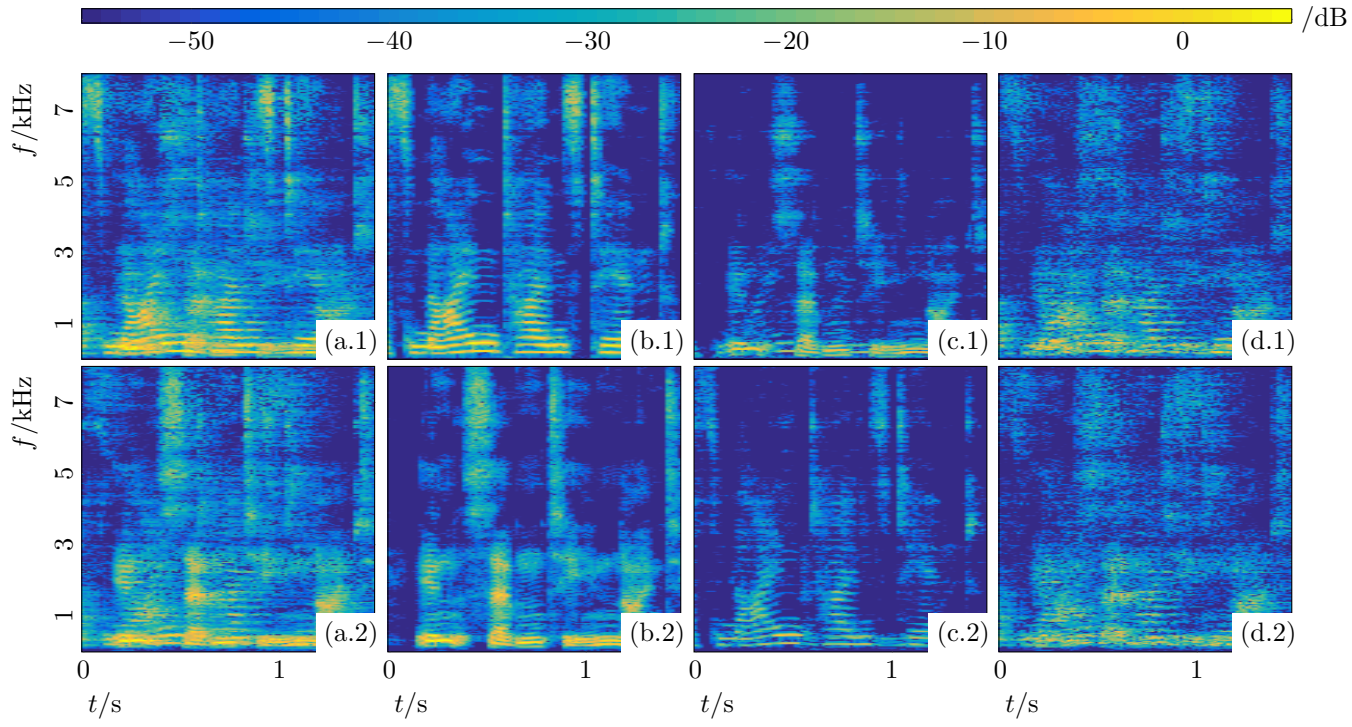 /dB
−50 −40 −30 −20 −10 0
f/kHz
7
5
3
1
(a.1) (b.1) (c.1) (d.1)
f/kHz
7
5
3
1
(a.2) (b.2) (c.2) (d.2)
0 1 0 1 0 1 0 1
t/s t/s t/s t/s